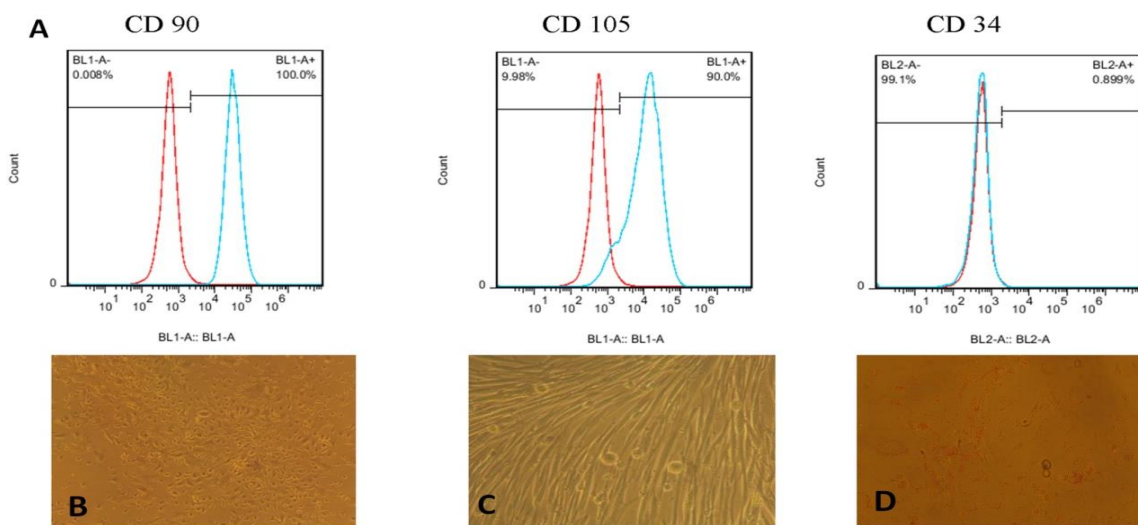 A
CD 90
CD 105
CD 34
BL1-A-
0.008%
BL1-A+
100.0%
Count
0
10^1 10^2 10^3 10^4 10^5 10^6
BL1-A:: BL1-A
BL1-A-
9.98%
BL1-A+
90.0%
Count
0
10^1 10^2 10^3 10^4 10^5 10^6
BL1-A:: BL1-A
BL2-A-
99.1%
BL2-A+
0.899%
Count
0
10^1 10^2 10^3 10^4 10^5 10^6
BL2-A:: BL2-A
B
C
D